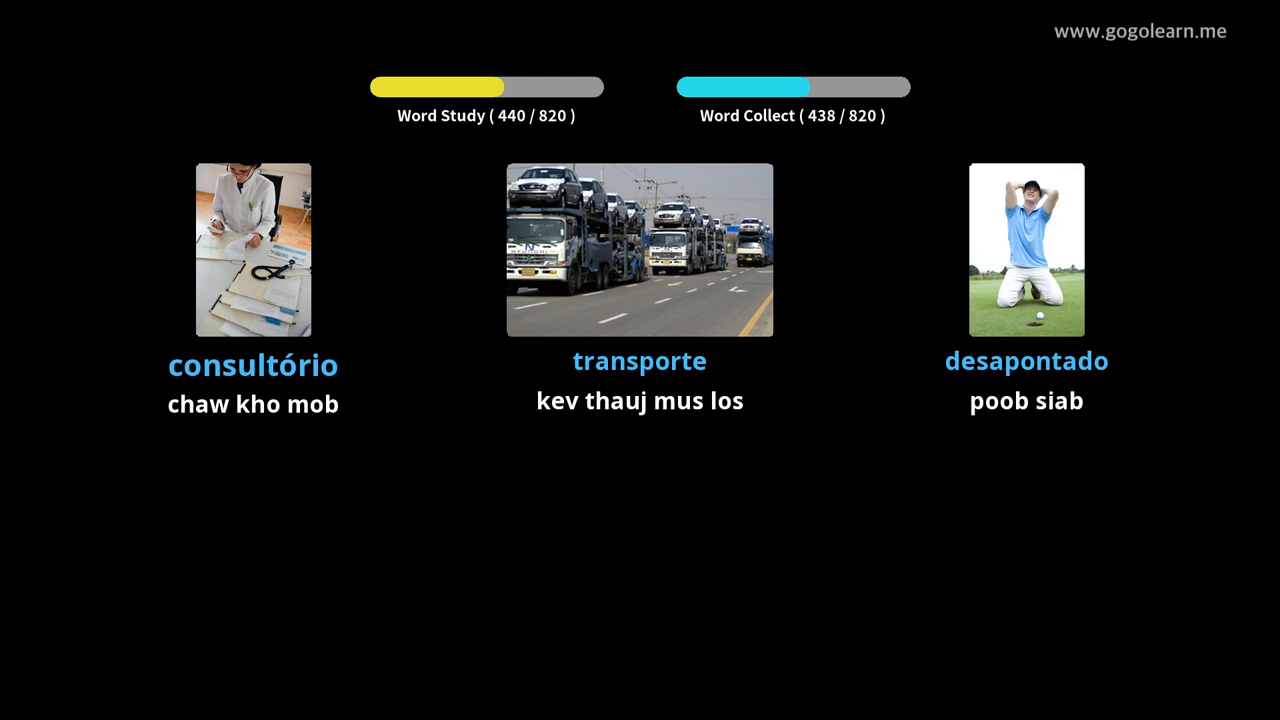 www.gogolearn.me
Word Study ( 440 / 820 )
Word Collect ( 438 / 820 )
consultório
transporte
desapontado
chaw kho mob
kev thauj mus los
poob siab